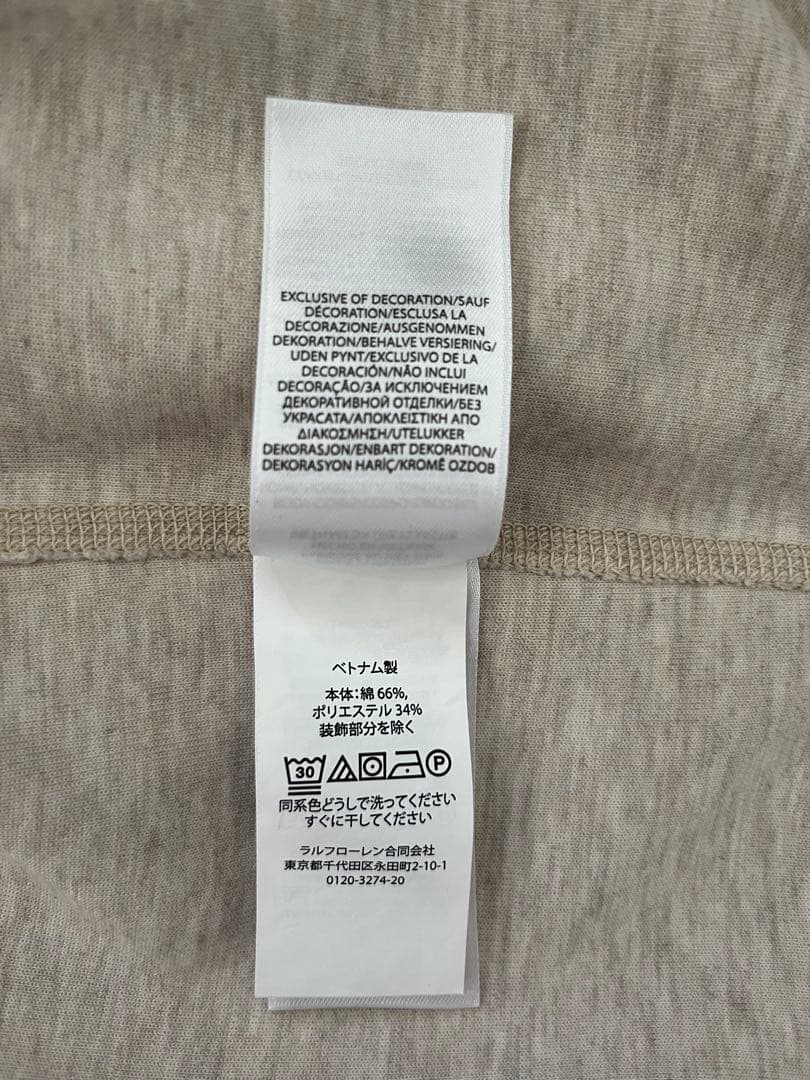 EXCLUSIVE OF DECORATION/SAUF
DÉCORATION/ESCLUSA LA
DECORAZIONE/AUSGENOMMEN
DEKORATION/BEHALVE VERSIERING/
UDEN PYNT/EXCLUSIVO DE LA
DECORACIÓN/NÃO INCLUI
DECORAÇÃO/ЗА ИСКЛЮЧЕНИЕМ
ДЕКОРАТИВНОЙ ОТДЕЛКИ/БЕЗ
УКРАСАТА/ΑΠΟΚΛΕΙΣΤΙΚΗ ΑΠΟ
ΔΙΑΚΟΣΜΗΣΗ/UTELUKKER
DEKORASJON/ENBART DEKORATION/
DEKORASYON HARİÇ/KROMĚ OZDOB
ベトナム製
本体:綿 66%,
ポリエステル 34%
装飾部分を除く
30 P
同系色どうしで洗ってください
すぐに干してください
ラルフローレン合同会社
東京都千代田区永田町2-10-1
0120-3274-20